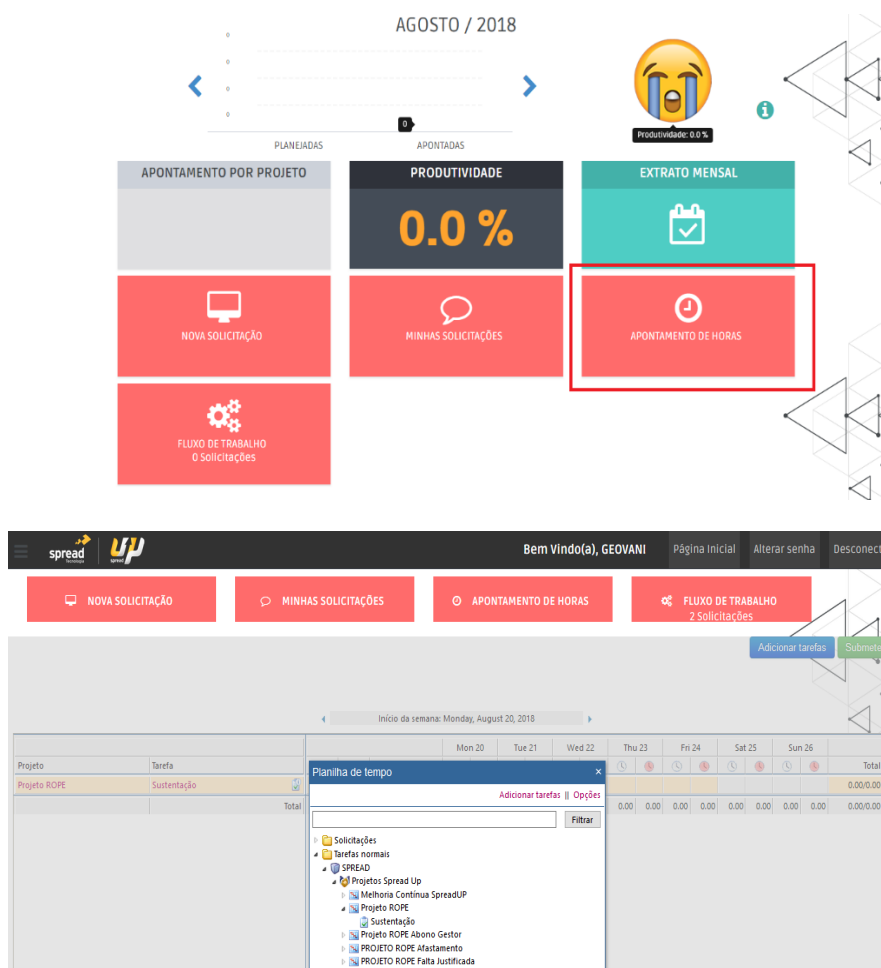 AGOSTO / 2018
0
0
0
0
0
PLANEJADAS
APONTADAS
Produtividade: 0.0 %
APONTAMENTO POR PROJETO
PRODUTIVIDADE
EXTRATO MENSAL
0.0 %
NOVA SOLICITAÇÃO
MINHAS SOLICITAÇÕES
APONTAMENTO DE HORAS
FLUXO DE TRABALHO
0 Solicitações
spread
Tecnologia
up
spread
Bem Vindo(a), GEOVANI
Página Inicial
Alterar senha
Desconect
NOVA SOLICITAÇÃO
MINHAS SOLICITAÇÕES
APONTAMENTO DE HORAS
FLUXO DE TRABALHO
2 Solicitações
Adicionar tarefas
Submete
Início da semana: Monday, August 20, 2018
Mon 20 Tue 21 Wed 22 Thu 23 Fri 24 Sat 25 Sun 26
Projeto Tarefa Total
Projeto ROPE Sustentação 0.00/0.00
Total 0.00 0.00 0.00 0.00 0.00 0.00 0.00 0.00 0.00/0.00
Planilha de tempo ×
Adicionar tarefas || Opções
Filtrar
Solicitações
Tarefas normais
SPREAD
Projetos Spread Up
Melhoria Contínua SpreadUP
Projeto ROPE
Sustentação
Projeto ROPE Abono Gestor
PROJETO ROPE Afastamento
PROJETO ROPE Falta Justificada